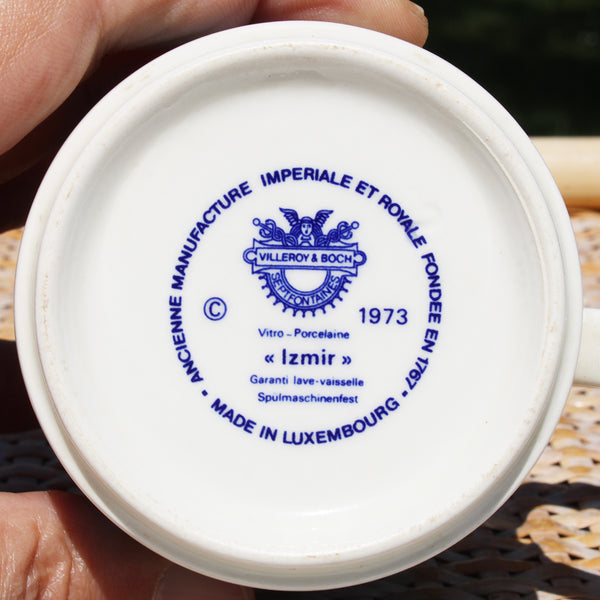 ANCIENNE MANUFACTURE IMPERIALE ET ROYALE FONDEE EN 1767 • MADE IN LUXEMBOURG •
VILLEROY & BOCH
SEPTFONTAINES
© 1973
Vitro - Porcelaine
« Izmir »
Garanti lave-vaisselle
Spülmaschinenfest